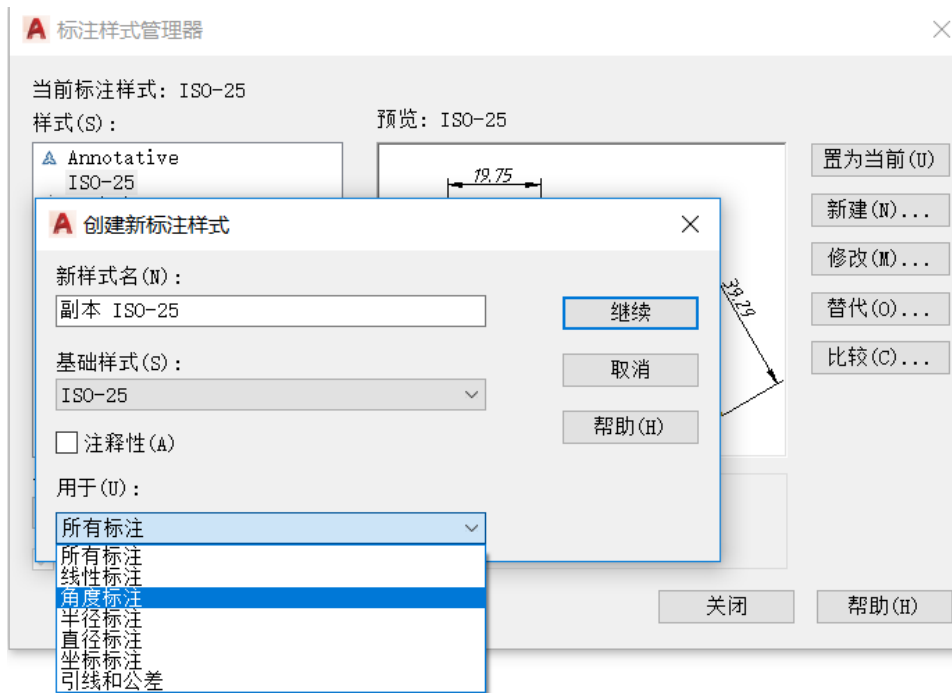 标注样式管理器
当前标注样式: ISO-25
样式(S):
预览: ISO-25
Annotative
ISO-25
19.75
39.29
置为当前(U)
新建(N)...
修改(M)...
替代(O)...
比较(C)...
创建新标注样式
新样式名(N):
副本 ISO-25
继续
基础样式(S):
ISO-25
取消
注释性(A)
帮助(H)
用于(U):
所有标注
所有标注
线性标注
角度标注
半径标注
直径标注
坐标标注
引线和公差
关闭
帮助(H)